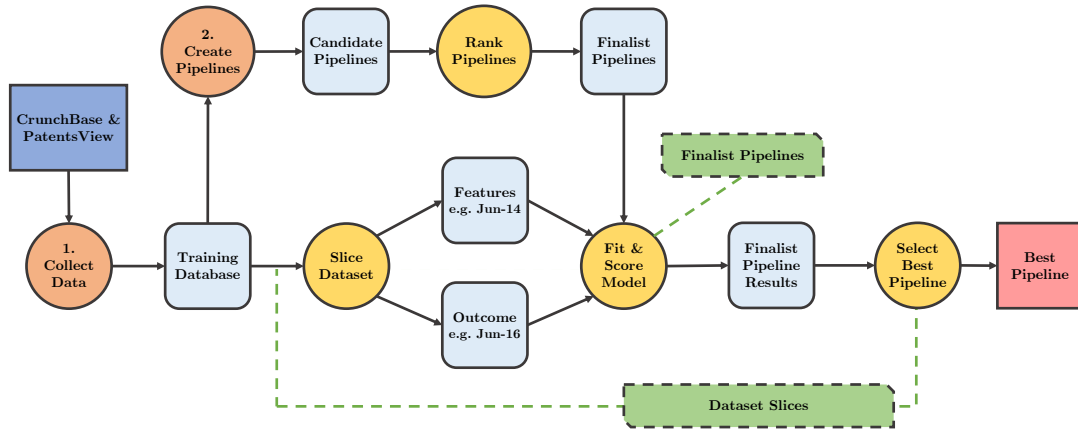 2.
Create
Pipelines
Candidate
Pipelines
Rank
Pipelines
Finalist
Pipelines
CrunchBase &
PatentsView
Finalist Pipelines
Features
e.g. Jun-14
1.
Collect
Data
Training
Database
Slice
Dataset
Fit &
Score
Model
Finalist
Pipeline
Results
Select
Best
Pipeline
Best
Pipeline
Outcome
e.g. Jun-16
Dataset Slices